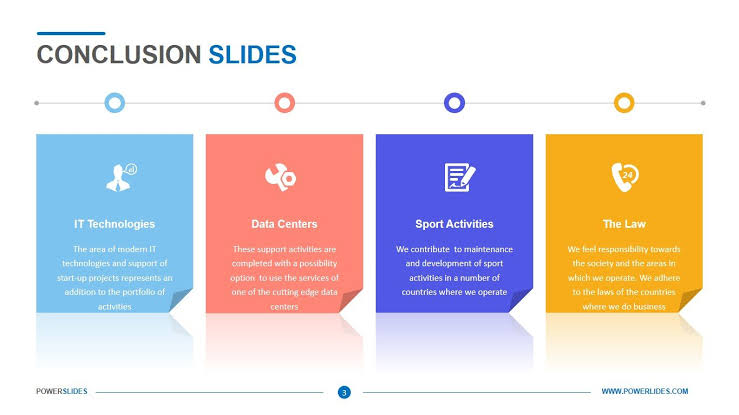 CONCLUSION SLIDES
IT Technologies
The area of modern IT
technologies and support of
start-up projects represents an
addition to the portfolio of
activities
Data Centers
These support activities are
completed with a possibility
option to use the services of
one of the cutting edge data
centers
Sport Activities
We contribute to maintenance
and development of sport
activities in a number of
countries where we operate
24
The Law
We feel responsibility towards
the society and the areas in
which we operate. We adhere
to the laws of the countries
where we do business
POWERSLIDES
3
WWW.POWERLIDES.COM